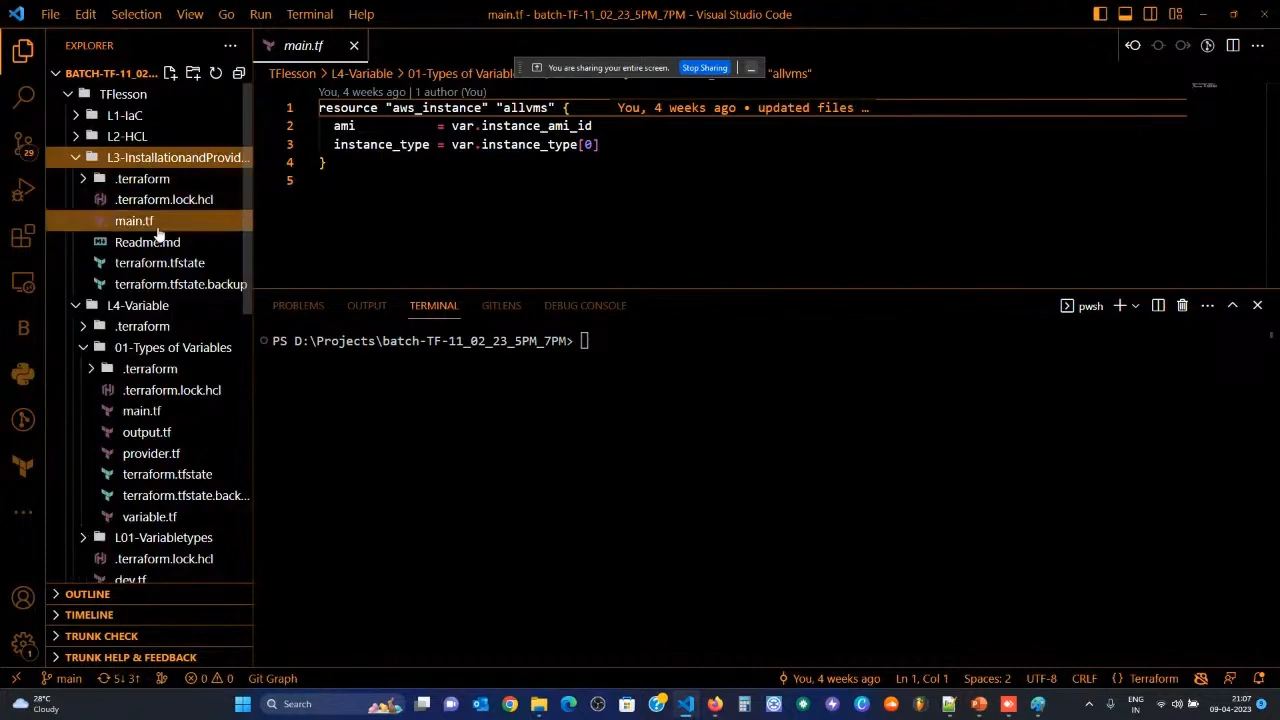 File Edit Selection View Go Run Terminal Help
main.tf - batch-TF-11_02_23_5PM_7PM - Visual Studio Code
EXPLORER
main.tf
BATCH-TF-11_02...
TFlesson > L4-Variable > 01-Types of Variabl
"allvms"
You are sharing your entire screen. Stop Sharing
TFlesson
L1-IaC
L2-HCL
L3-InstallationandProvid...
.terraform
.terraform.lock.hcl
main.tf
Readme.md
terraform.tfstate
terraform.tfstate.backup
L4-Variable
.terraform
01-Types of Variables
.terraform
.terraform.lock.hcl
main.tf
output.tf
provider.tf
terraform.tfstate
terraform.tfstate.back...
variable.tf
L01-Variabletypes
.terraform.lock.hcl
dev.tf
OUTLINE
TIMELINE
TRUNK CHECK
TRUNK HELP & FEEDBACK
29
1
You, 4 weeks ago | 1 author (You)
1 resource "aws_instance" "allvms" { You, 4 weeks ago • updated files …
2 ami = var.instance_ami_id
3 instance_type = var.instance_type[0]
4 }
5
PROBLEMS OUTPUT TERMINAL GITLENS DEBUG CONSOLE
pwsh
PS D:\Projects\batch-TF-11_02_23_5PM_7PM>
main 5↓ 3↑ 0 0 Git Graph
You, 4 weeks ago Ln 1, Col 1 Spaces: 2 UTF-8 CRLF {} Terraform
28°C
Cloudy
Search
ENG
IN
21:07
09-04-2023